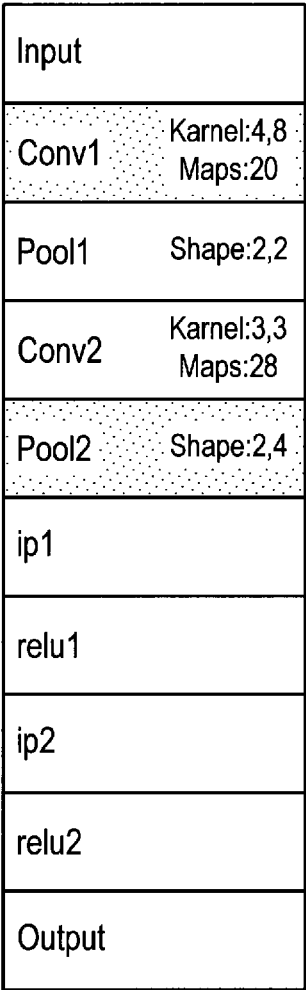 Input
Conv1 Karnel:4,8
Maps:20
Pool1 Shape:2,2
Conv2 Karnel:3,3
Maps:28
Pool2 Shape:2,4
ip1
relu1
ip2
relu2
Output